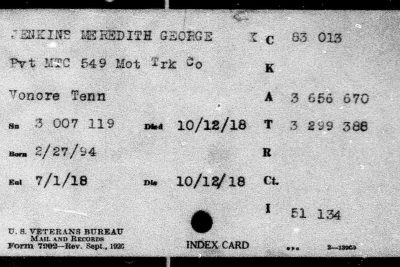 JENKINS MEREDITH GEORGE X C 83 013
Pvt MTC 549 Mot Trk Co K
Vonore Tenn A 3 656 670
Sn 3 007 119 Died 10/12/18 T 3 299 388
Born 2/27/94 R
Enl 7/1/18 Dis 10/12/18 Ct.
I 51 134
U. S. VETERANS BUREAU
MAIL AND RECORDS
Form 7902—Rev. Sept., 1926 INDEX CARD